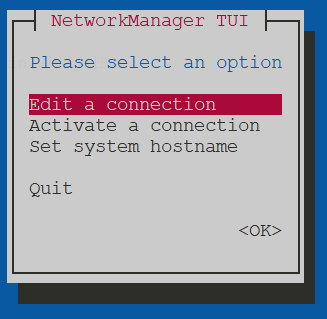 NetworkManager TUI
Please select an option
Edit a connection
Activate a connection
Set system hostname
Quit
<OK>